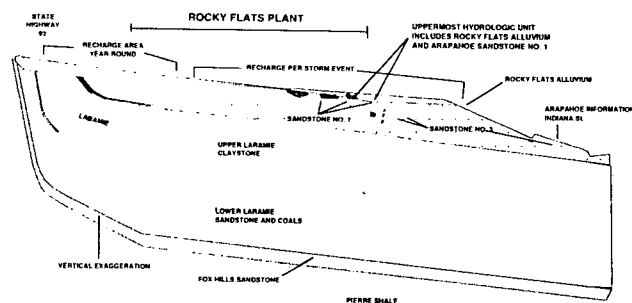 STATE
HIGHWAY
93
ROCKY FLATS PLANT
UPPERMOST HYDROLOGIC UNIT
INCLUDES ROCKY FLATS ALLUVIUM
AND ARAPAHOE SANDSTONE NO. 1
RECHARGE AREA
YEAR ROUND
RECHARGE PER STORM EVENT
ROCKY FLATS ALLUVIUM
ARAPAHOE INFORMATION
INDIANA St.
LARAMIE
SANDSTONE NO. 1
SANDSTONE NO. 3
UPPER LARAMIE
CLAYSTONE
LOWER LARAMIE
SANDSTONE AND COALS
VERTICAL EXAGGERATION
FOX HILLS SANDSTONE
PIERRE SHALE